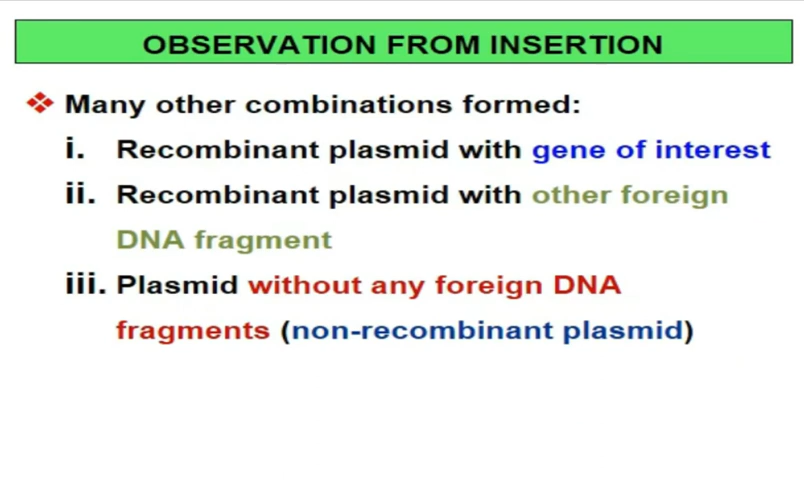 OBSERVATION FROM INSERTION
❖ Many other combinations formed:
i. Recombinant plasmid with gene of interest
ii. Recombinant plasmid with other foreign
DNA fragment
iii. Plasmid without any foreign DNA
fragments (non-recombinant plasmid)